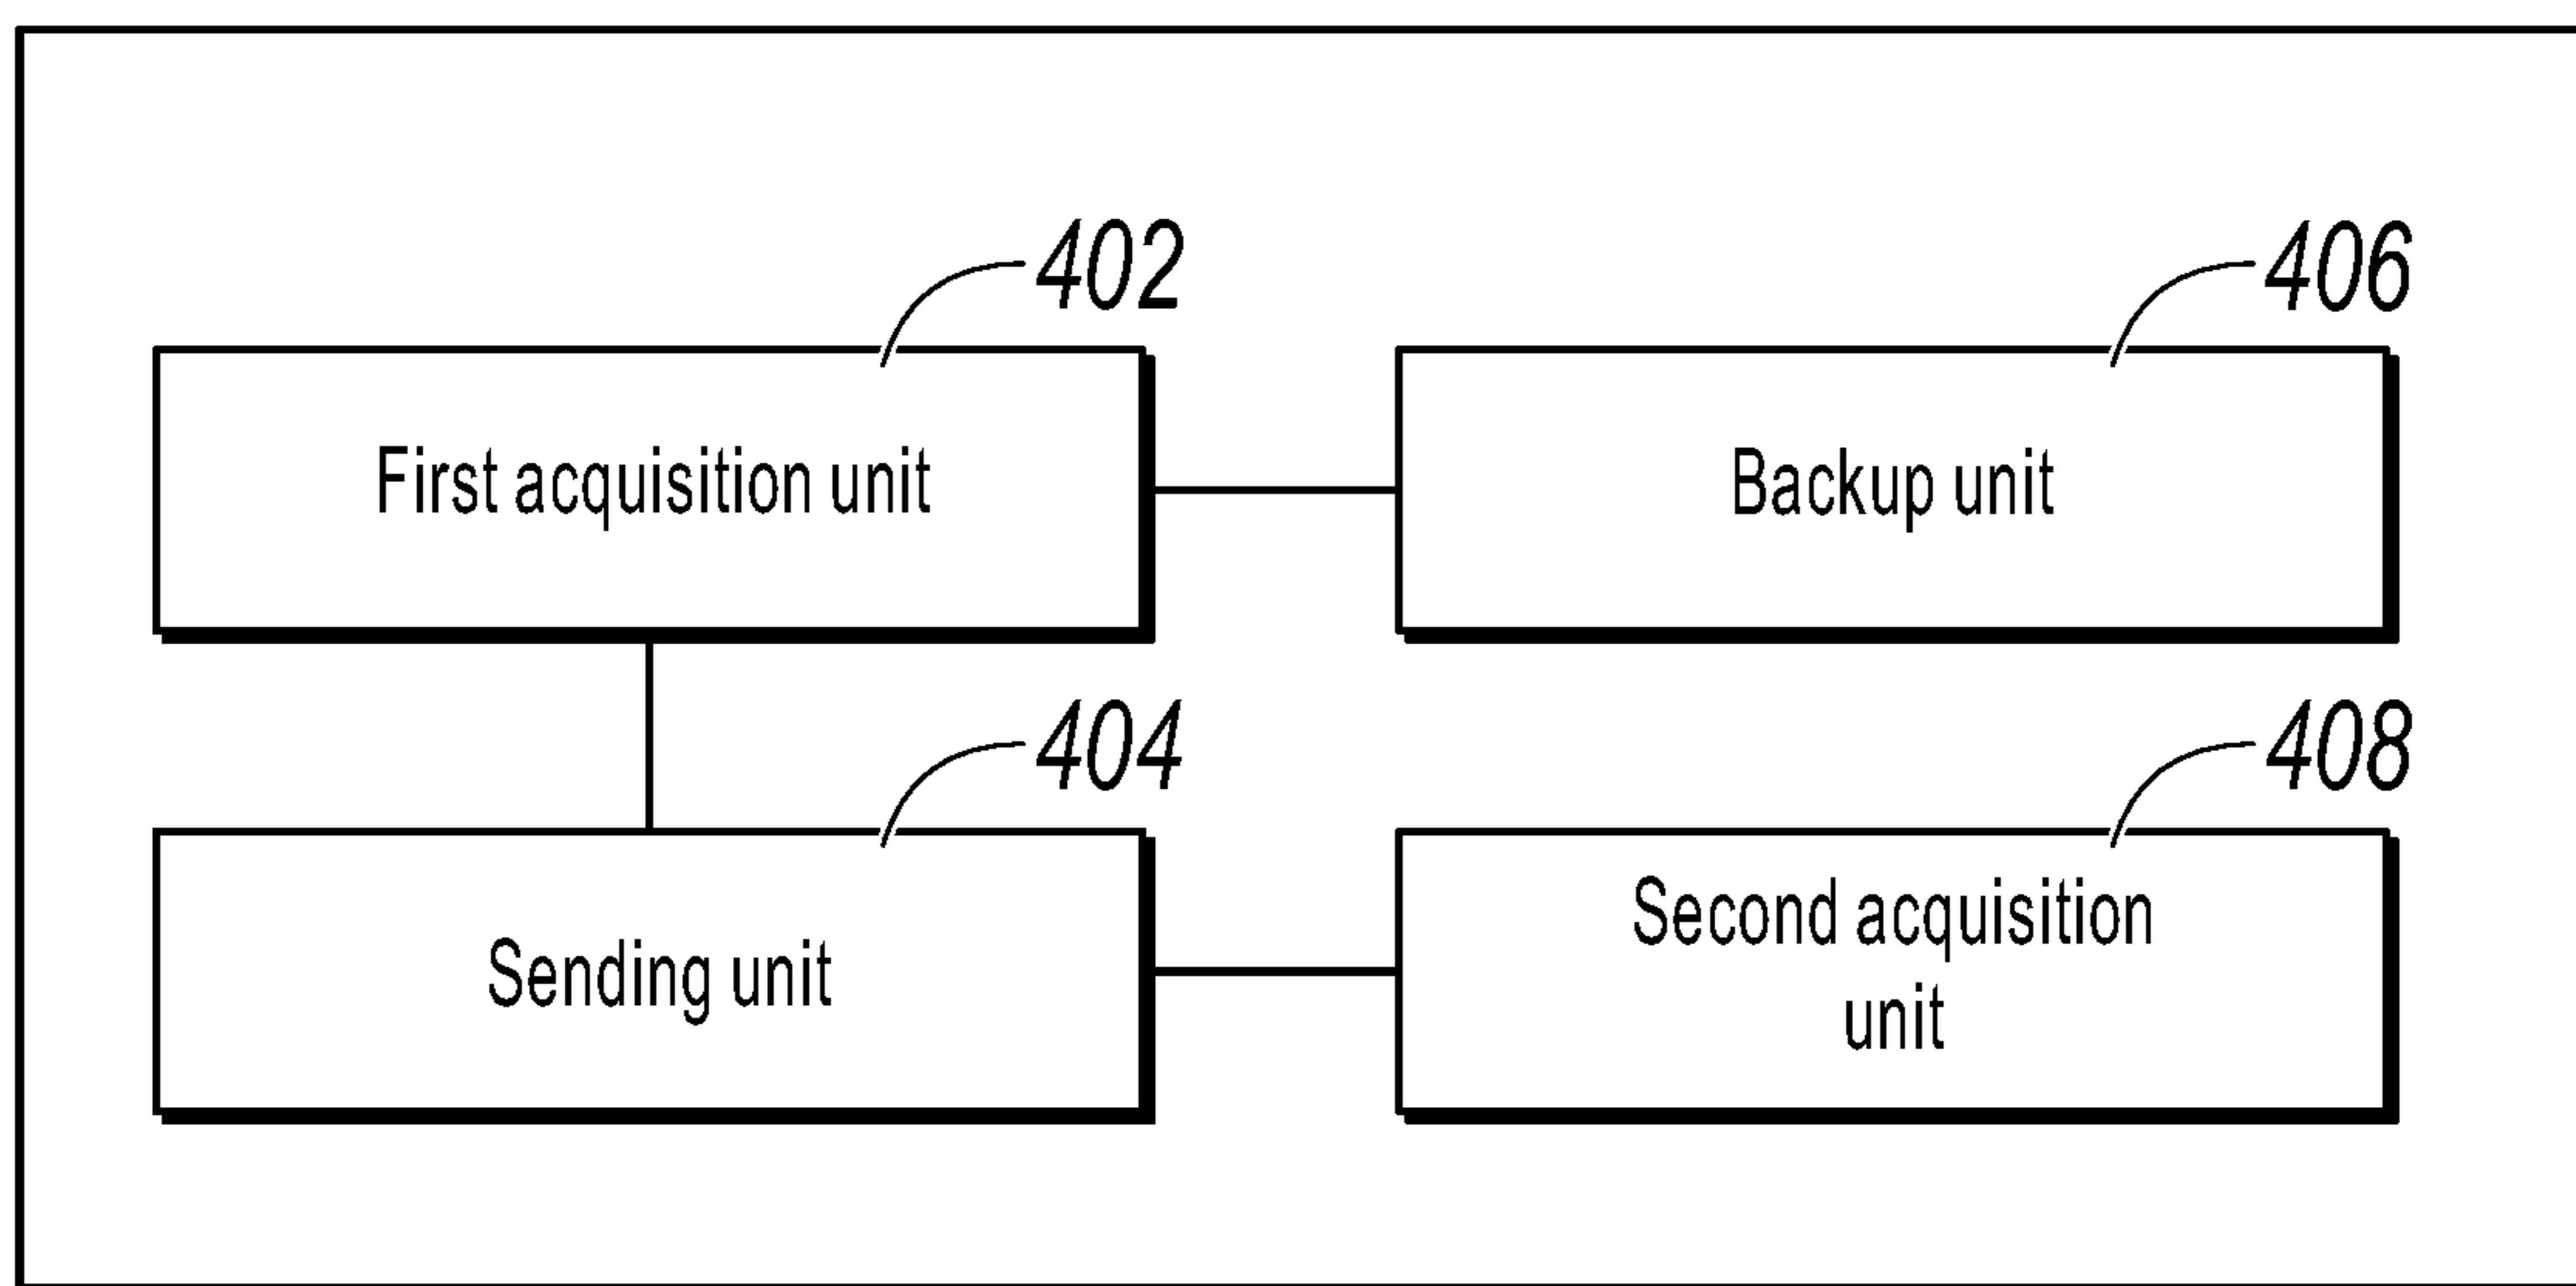 402
406
First acquisition unit
Backup unit
404
408
Sending unit
Second acquisition
unit